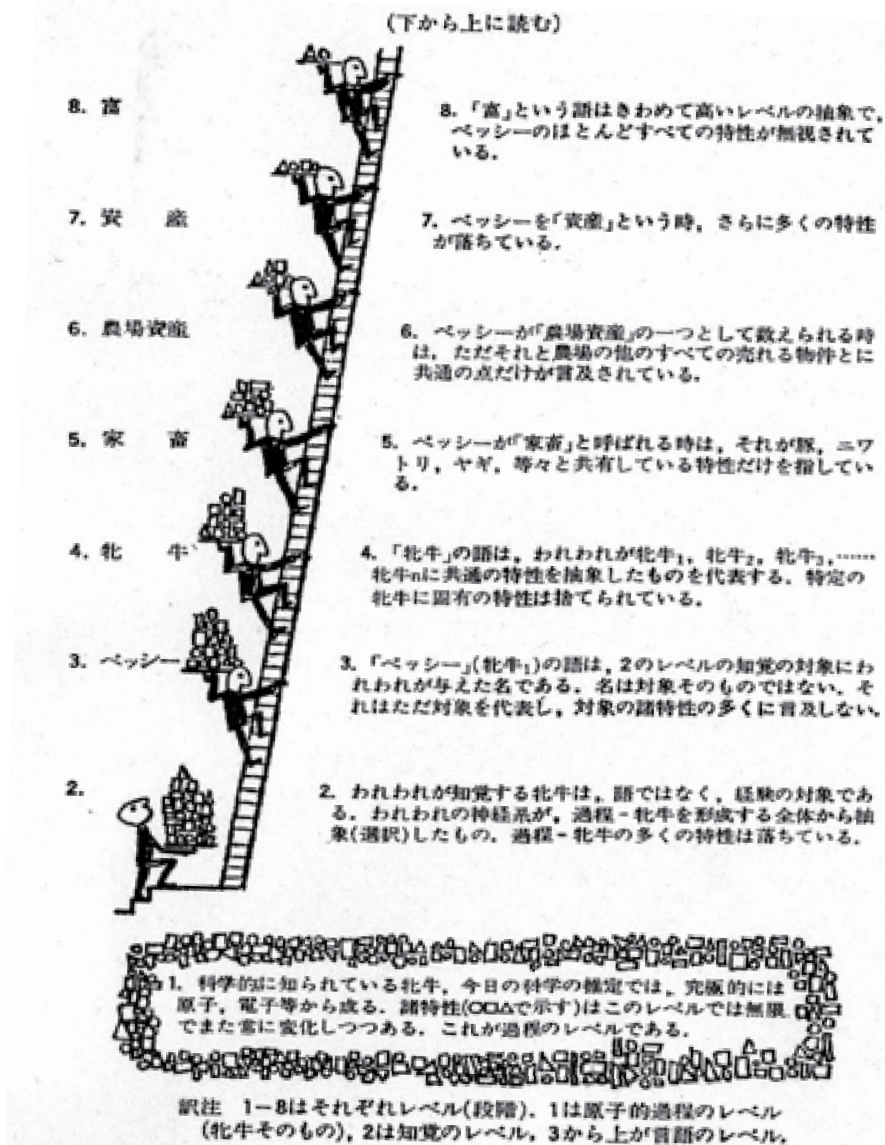 (下から上に読む)
8. 富
8. 「富」という語はきわめて高いレベルの抽象で,
ベッシーのほとんどすべての特性が無視されて
いる.
7. 資 産
7. ベッシーを「資産」という時, さらに多くの特性
が落ちている.
6. 農場資産
6. ベッシーが「農場資産」の一つとして数えられる時
は, ただそれと農場の他のすべての売れる物件とに
共通の点だけが言及されている.
5. 家 畜
5. ベッシーが「家畜」と呼ばれる時は, それが豚, ニワ
トリ, ヤギ, 等々と共有している特性だけを指してい
る.
4. 牝 牛
4. 「牝牛」の語は, われわれが牝牛₁, 牝牛₂, 牝牛₃, ……
牝牛nに共通の特性を抽象したものを代表する. 特定の
牝牛に固有の特性は捨てられている.
3. ベッシー
3. 「ベッシー」(牝牛₁)の語は, 2のレベルの知覚の対象にわ
れわれが与えた名である. 名は対象そのものではない. そ
れはただ対象を代表し, 対象の諸特性の多くに言及しない.
2.
2. われわれが知覚する牝牛は, 語ではなく, 経験の対象であ
る. われわれの神経系が, 過程-牝牛を形成する全体から抽
象(選択)したもの. 過程-牝牛の多くの特性は落ちている.
1. 科学的に知られている牝牛, 今日の科学の推定では, 究極的には
原子, 電子等から成る. 諸特性(○□△で示す)はこのレベルでは無限
でまた常に変化しつつある. これが過程のレベルである.
訳注 1-8はそれぞれレベル(段階). 1は原子的過程のレベル
(牝牛そのもの), 2は知覚のレベル, 3から上が言語のレベル.